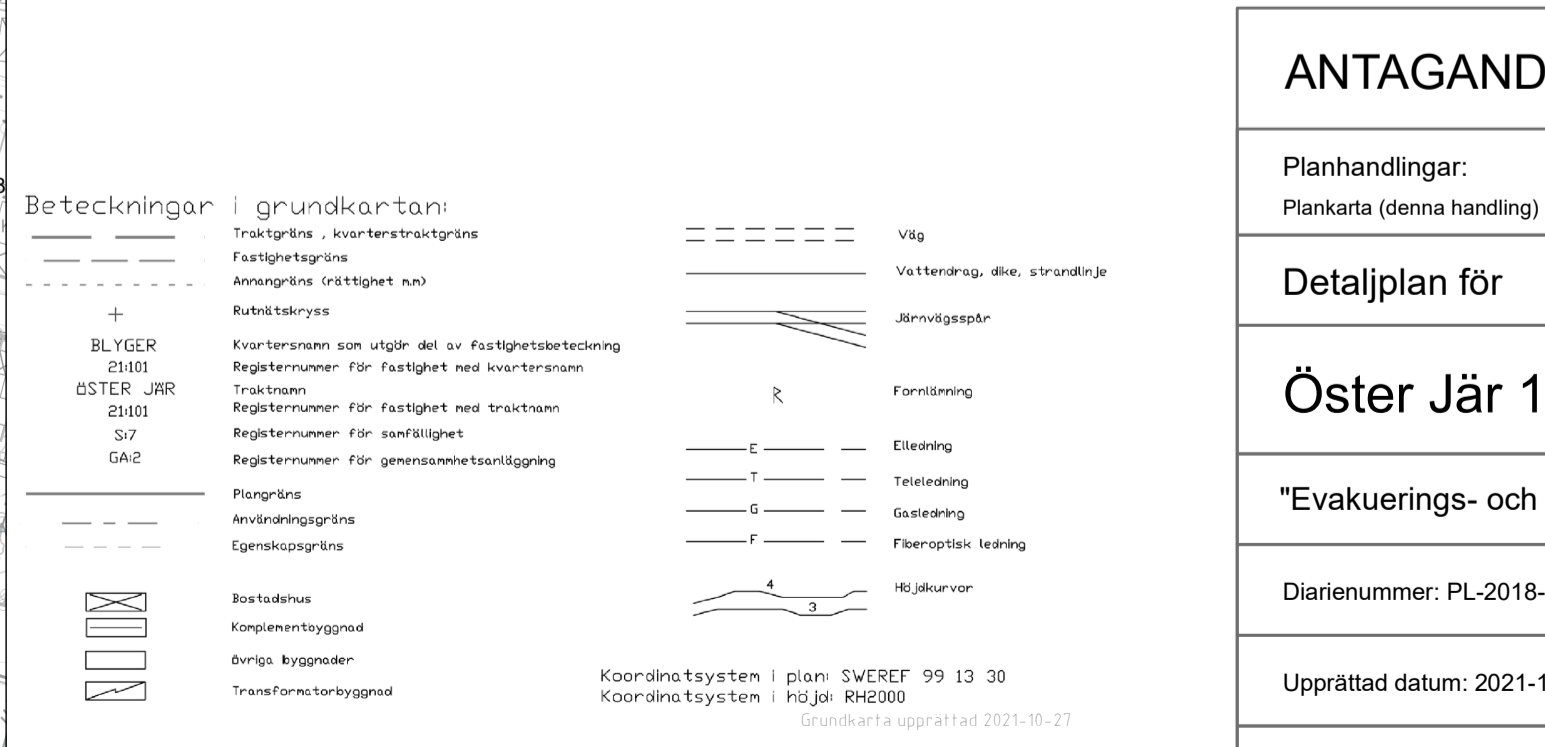 Beteckningar i grundkartan:
Traktgräns , kvarterstraktgräns
Fastighetsgräns
Annangräns (rättighet m.m)
Rutnätskryss
BLYGER Kvartersnamn som utgör del av fastighetsbeteckning
21:101 Registernummer för fastighet med kvartersnamn
ÖSTER JÄR Traktnamn
21:101 Registernummer för fastighet med traktnamn
S:7 Registernummer för samfällighet
GA:2 Registernummer för gemensammhetsanläggning
Plangräns
Användningsgräns
Egenskapsgräns
Bostadshus
Komplementbyggnad
övriga byggnader
Transformatorbyggnad
Väg
Vattendrag, dike, strandlinje
Järnvägsspår
R Fornlämning
E Elledning
T Teleledning
G Gasledning
F Fiberoptisk ledning
4 3 Höjdkurvor
Koordinatsystem i plan: SWEREF 99 13 30
Koordinatsystem i höjd: RH2000
Grundkarta upprättad 2021-10-27
ANTAGAND
Planhandlingar:
Plankarta (denna handling)
Detaljplan för
Öster Jär 1
"Evakuerings- och
Diarienummer: PL-2018-
Upprättad datum: 2021-1